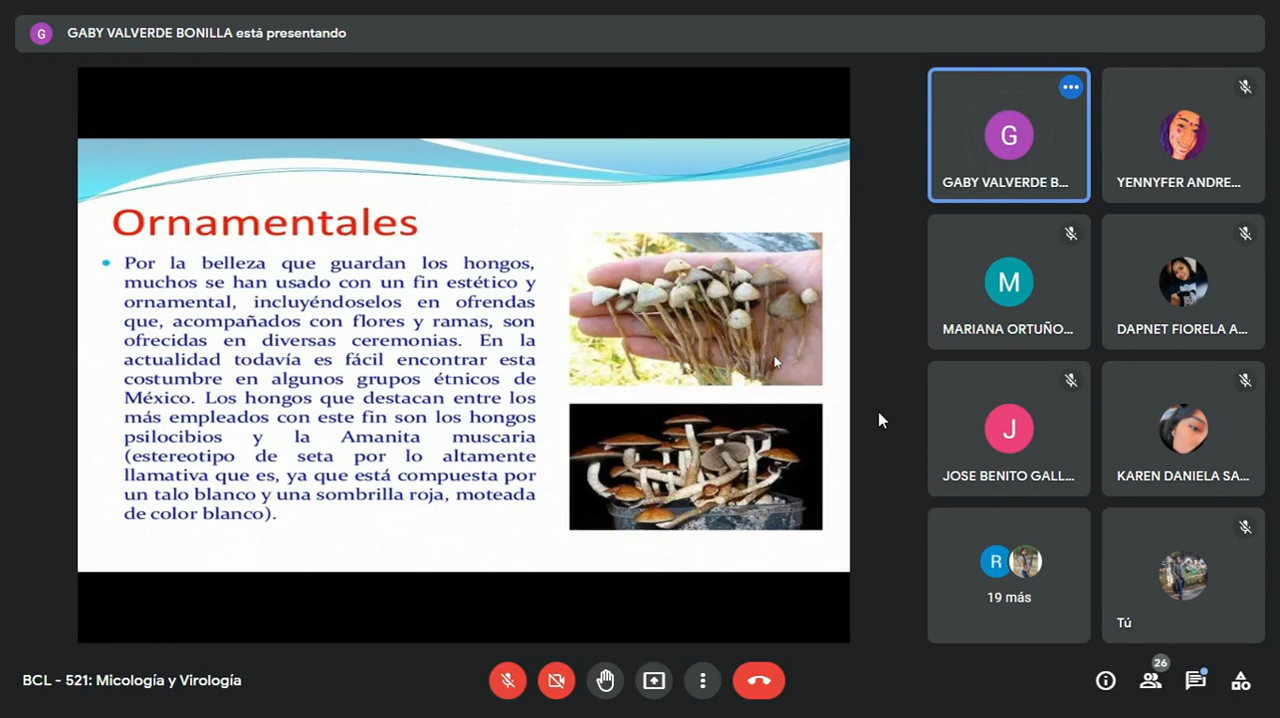 G
GABY VALVERDE BONILLA está presentando
Ornamentales
Por la belleza que guardan los hongos,
muchos se han usado con un fin estético y
ornamental, incluyéndoselos en ofrendas
que, acompañados con flores y ramas, son
ofrecidas en diversas ceremonias. En la
actualidad todavía es fácil encontrar esta
costumbre en algunos grupos étnicos de
México. Los hongos que destacan entre los
más empleados con este fin son los hongos
psilocibios y la Amanita muscaria
(estereotipo de seta por lo altamente
llamativa que es, ya que está compuesta por
un talo blanco y una sombrilla roja, moteada
de color blanco).
G
GABY VALVERDE B...
YENNYFER ANDRE...
M
MARIANA ORTUÑO...
DAPNET FIORELA A...
J
JOSE BENITO GALL...
KAREN DANIELA SA...
R
19 más
Tú
BCL - 521: Micología y Virología
26